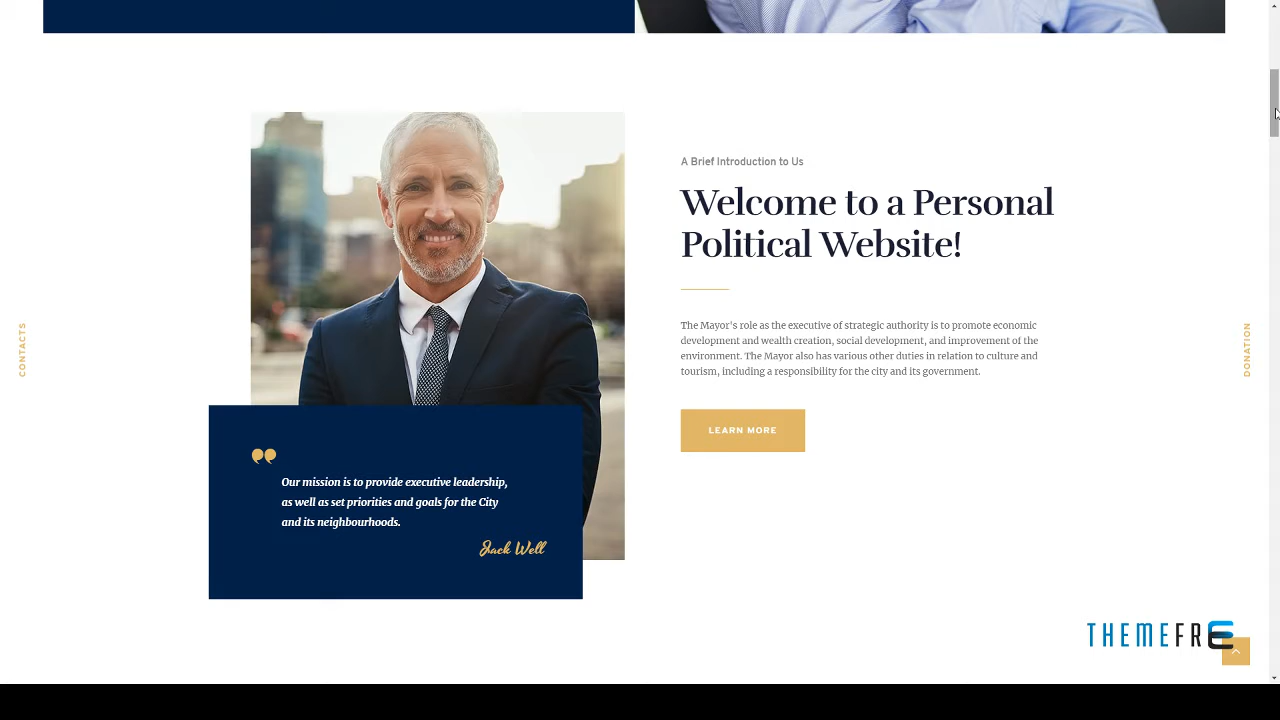 A Brief Introduction to Us
Welcome to a Personal
Political Website!
The Mayor's role as the executive of strategic authority is to promote economic
development and wealth creation, social development, and improvement of the
environment. The Mayor also has various other duties in relation to culture and
tourism, including a responsibility for the city and its government.
CONTACTS
DONATION
LEARN MORE
Our mission is to provide executive leadership,
as well as set priorities and goals for the City
and its neighbourhoods.
Jack Well
THEMEFRE